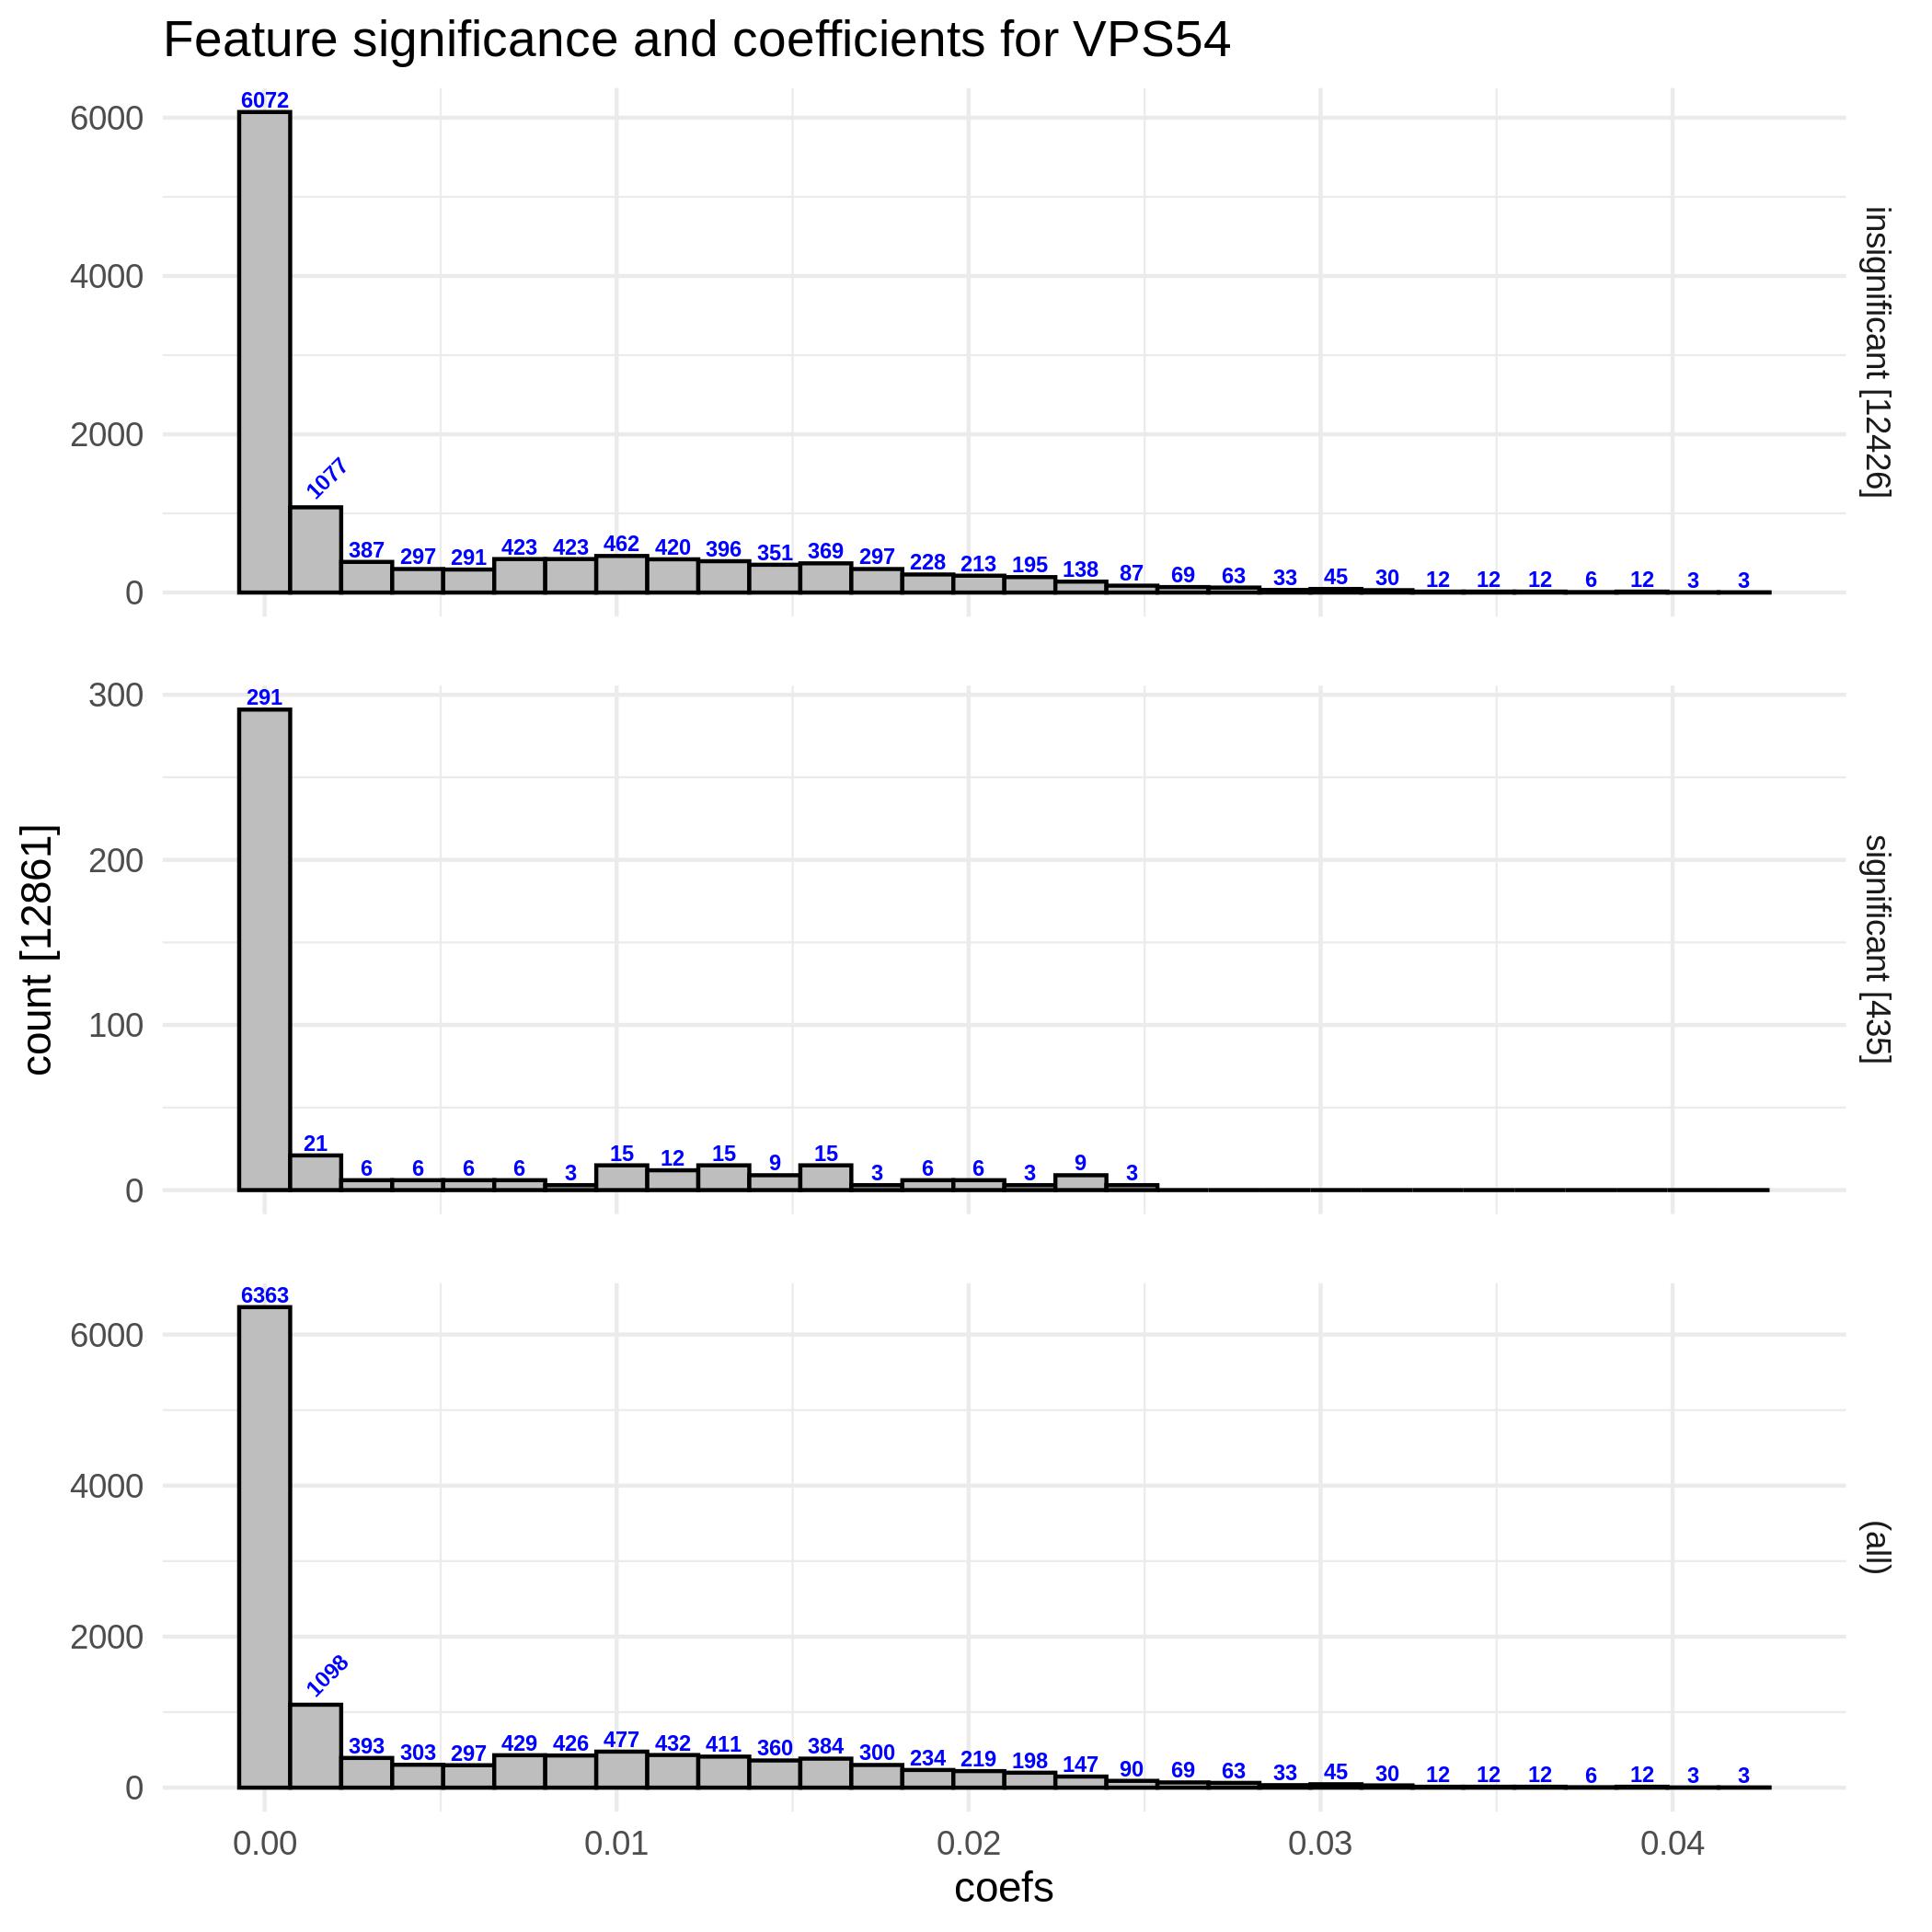 Feature significance and coefficients for VPS54
6072
6000
4000
2000
0
1077
387 297 291 423 423 462 420 396 351 369 297 228 213 195 138 87 69 63 33 45 30 12 12 12 6 12 3 3
insignificant [12426]
count [12861]
300
200
100
0
291
21 6 6 6 6 3 15 12 15 9 15 3 6 6 3 9 3
significant [435]
6363
6000
4000
2000
0
1098
393 303 297 429 426 477 432 411 360 384 300 234 219 198 147 90 69 63 33 45 30 12 12 12 6 12 3 3
(all)
0.00 0.01 0.02 0.03 0.04
coefs